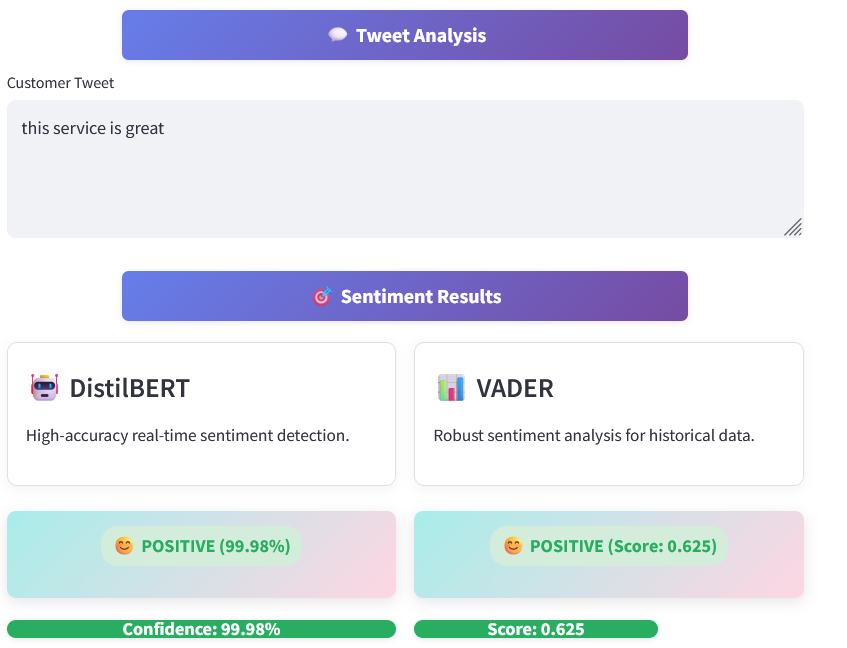 💬 Tweet Analysis
Customer Tweet
this service is great
🎯 Sentiment Results
🤖 DistilBERT
High-accuracy real-time sentiment detection.
📊 VADER
Robust sentiment analysis for historical data.
😊 POSITIVE (99.98%)
😊 POSITIVE (Score: 0.625)
Confidence: 99.98%
Score: 0.625